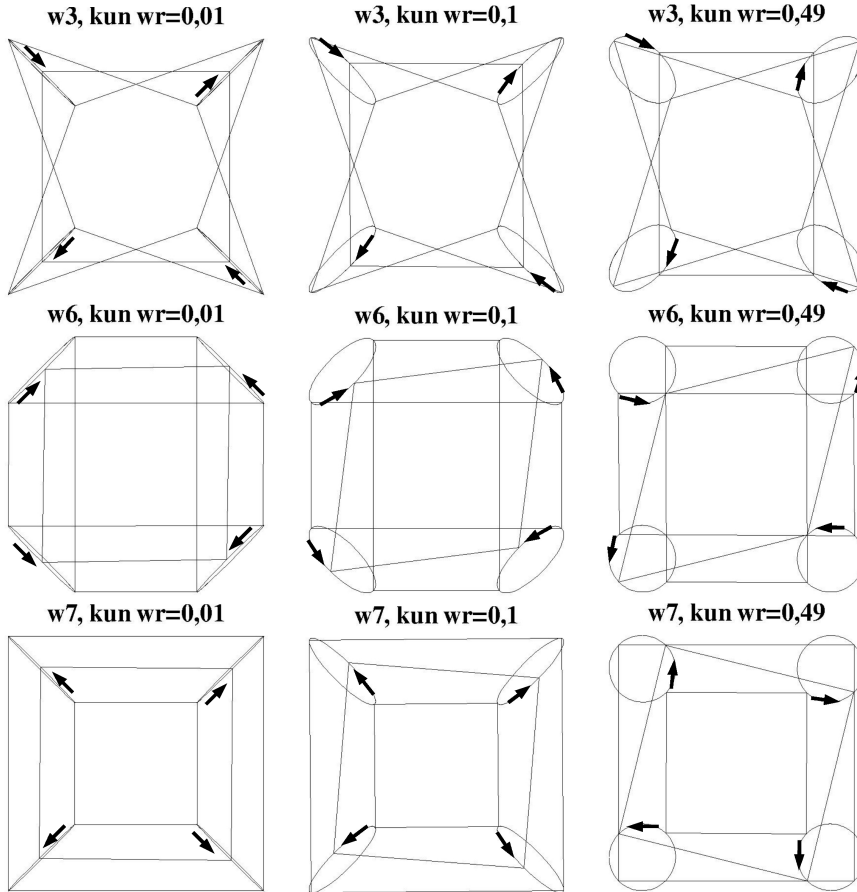 w3, kun wr=0,01
w3, kun wr=0,1
w3, kun wr=0,49
w6, kun wr=0,01
w6, kun wr=0,1
w6, kun wr=0,49
w7, kun wr=0,01
w7, kun wr=0,1
w7, kun wr=0,49